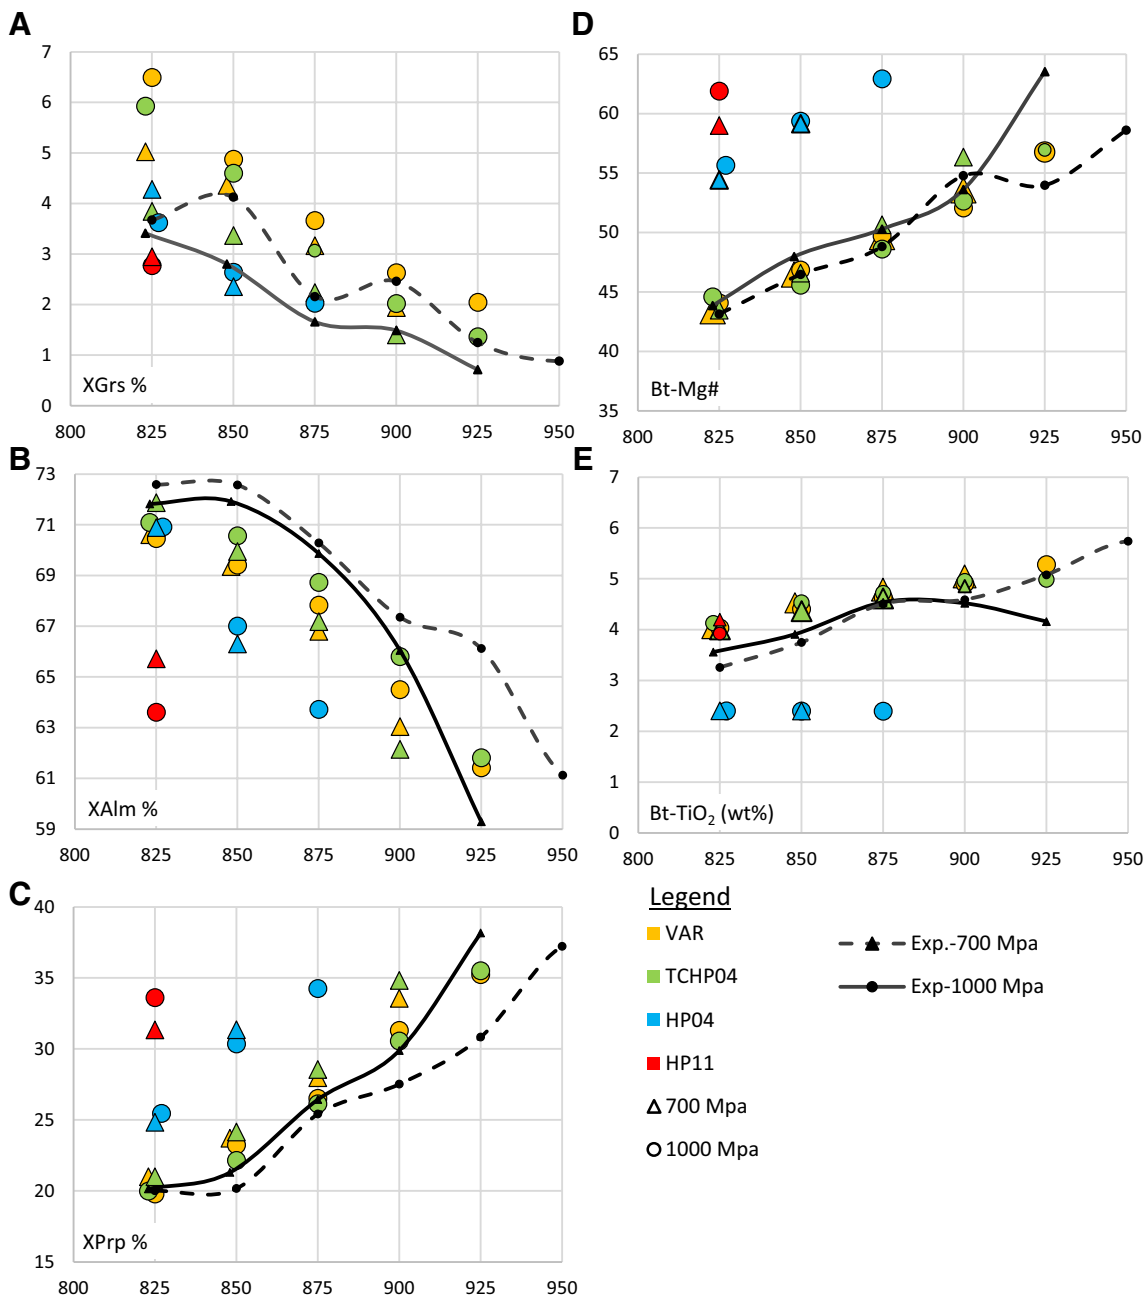 A
7
6
5
4
3
2
1
0
XGrs %
800 825 850 875 900 925 950
B
73
71
69
67
65
63
61
59
XAlm %
800 825 850 875 900 925 950
C
40
35
30
25
20
15
XPrp %
800 825 850 875 900 925 950
D
65
60
55
50
45
40
35
Bt-Mg#
800 825 850 875 900 925 950
E
7
6
5
4
3
2
1
0
Bt-TiO₂ (wt%)
800 825 850 875 900 925 950
Legend
VAR
TCHP04
HP04
HP11
700 Mpa
1000 Mpa
Exp.-700 Mpa
Exp-1000 Mpa